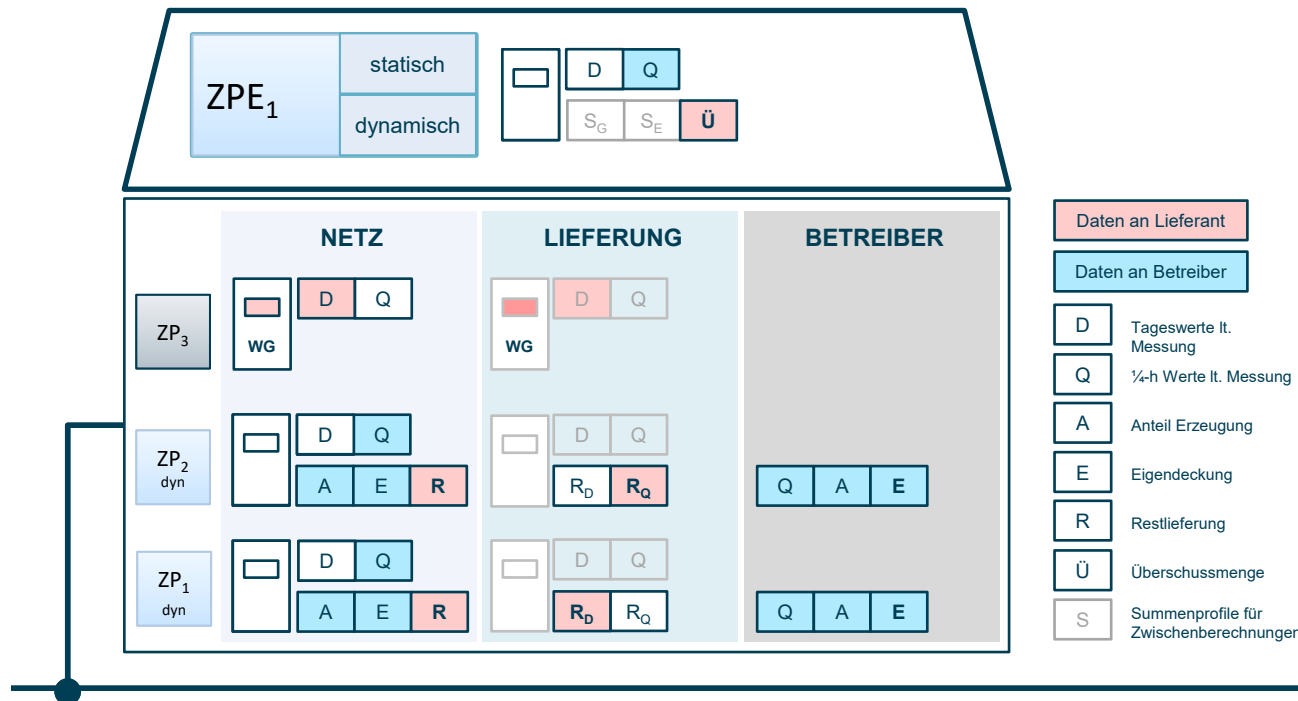 ZPE1
statisch
dynamisch
D Q
SG SE Ü
NETZ LIEFERUNG BETREIBER
ZP3
WG
D Q
WG
D Q
ZP2
dyn
D Q
A E R
D Q
RD RQ
Q A E
ZP1
dyn
D Q
A E R
D Q
RD RQ
Q A E
Daten an Lieferant
Daten an Betreiber
D Tageswerte lt.
Messung
Q ¼-h Werte lt. Messung
A Anteil Erzeugung
E Eigendeckung
R Restlieferung
Ü Überschussmenge
S Summenprofile für
Zwischenberechnungen